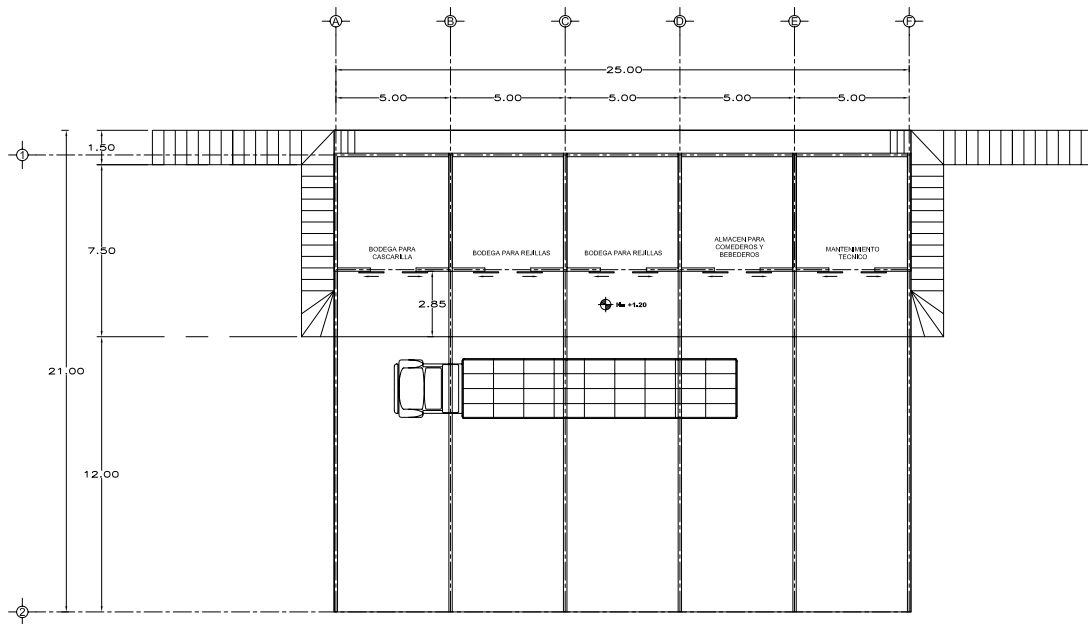 A B C D E F
25.00
5.00 5.00 5.00 5.00 5.00
1.50
1
7.50
BODEGA PARA
CASCARILLA
BODEGA PARA REJILLAS
BODEGA PARA REJILLAS
ALMACEN PARA
COMEDEROS Y
BEBEDEROS
MANTENIMIENTO
TECNICO
2.85
N= +1.20
21.00
12.00
2